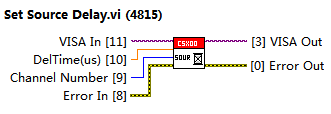 Set Source Delay.vi (4815)
VISA In [11]
DelTime(us) [10]
Channel Number [9]
Error In [8]
CSX00
SOUR
[3] VISA Out
[0] Error Out